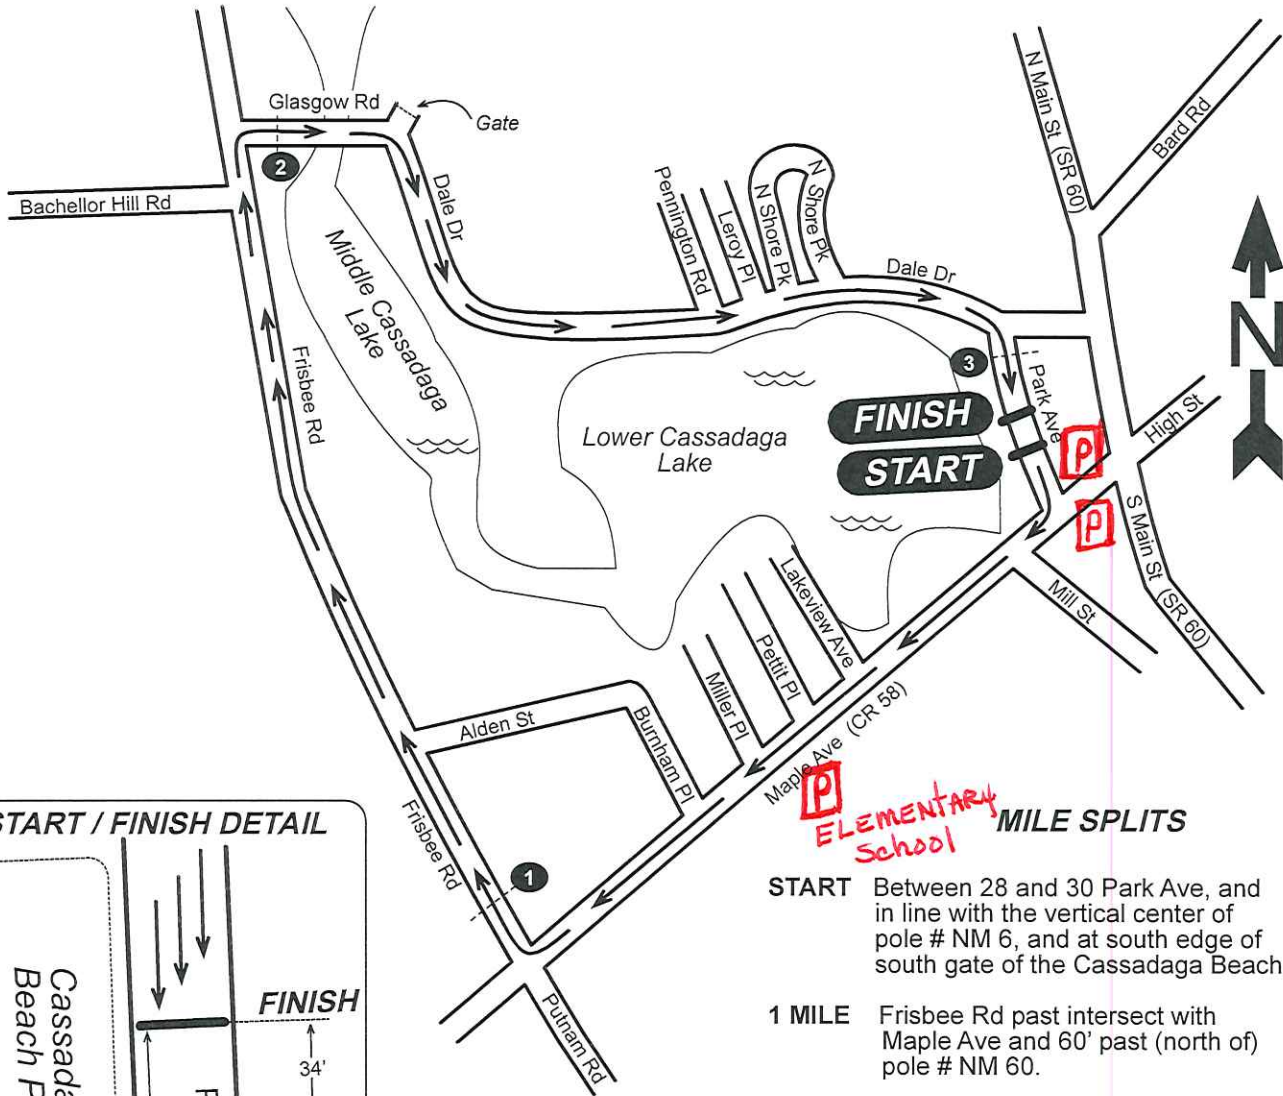 Glasgow Rd
Gate
2
Bachellor Hill Rd
Dale Dr
Middle Cassadaga
Lake
Frisbee Rd
Pennington Rd
Leroy Pl
N Shore Pk
N Shore Pk
Dale Dr
N Main St (SR 60)
Bard Rd
N
3
Park Ave
FINISH
START
Lower Cassadaga
Lake
P
P
High St
S Main St (SR 60)
Mill St
Lakeview Ave
Pettit Pl
Miller Pl
Burnham Pl
Alden St
Maple Ave (CR 58)
P
ELEMENTARY
School
Frisbee Rd
1
Putnam Rd
START / FINISH DETAIL
FINISH
34'
Cassada
Beach P
MILE SPLITS
START Between 28 and 30 Park Ave, and
in line with the vertical center of
pole # NM 6, and at south edge of
south gate of the Cassadaga Beach
1 MILE Frisbee Rd past intersect with
Maple Ave and 60' past (north of)
pole # NM 60.